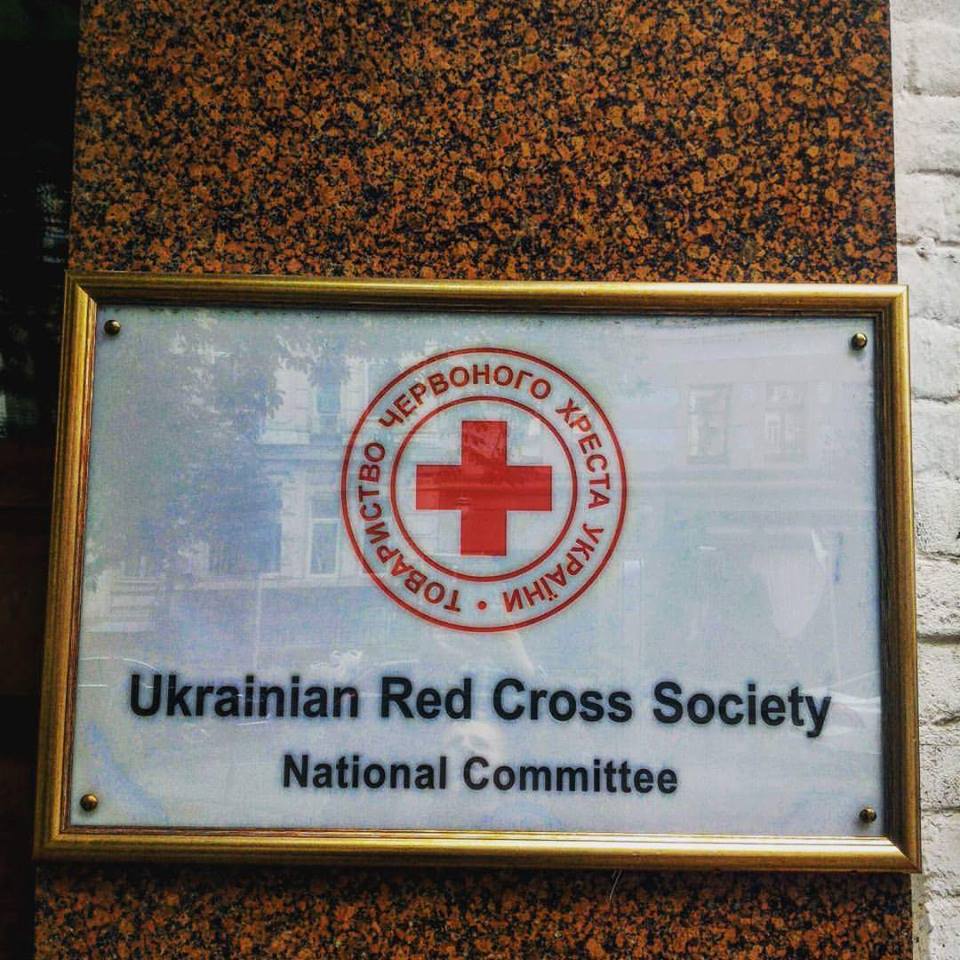 ТОВАРИСТВО ЧЕРВОНОГО ХРЕСТА УКРАЇНИ •
Ukrainian Red Cross Society
National Committee